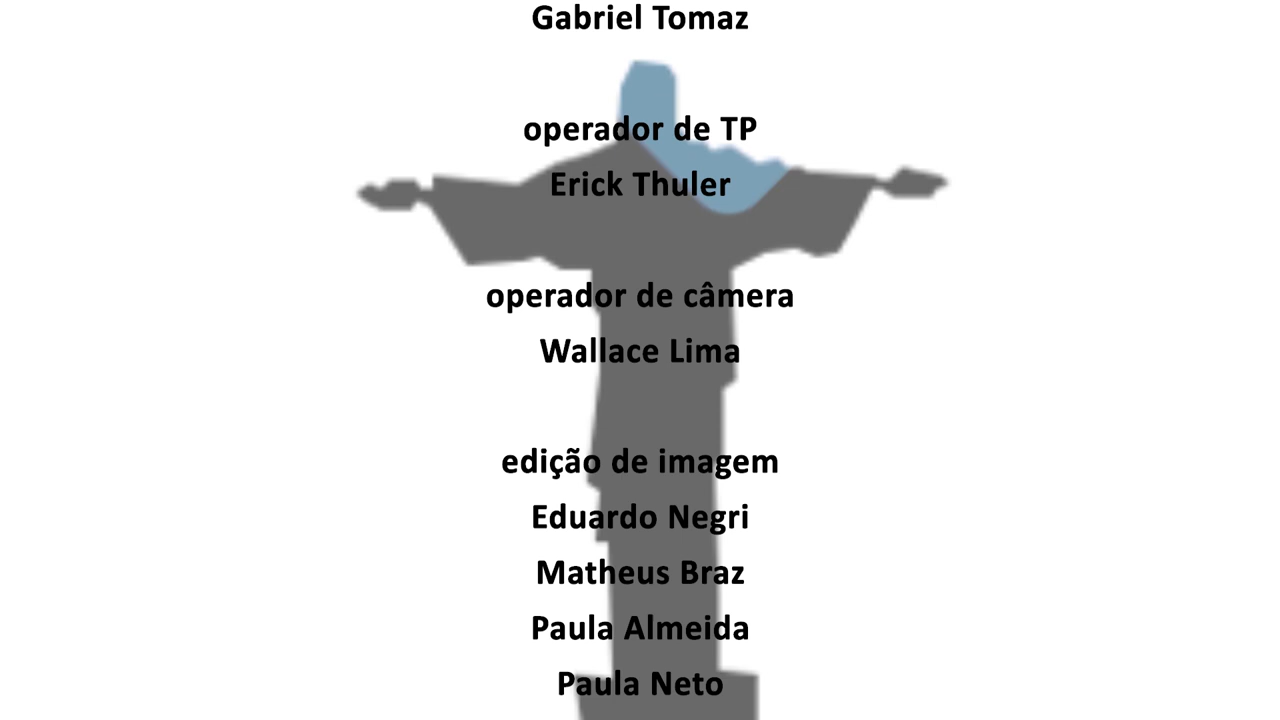 Gabriel Tomaz
operador de TP
Erick Thuler
operador de câmera
Wallace Lima
edição de imagem
Eduardo Negri
Matheus Braz
Paula Almeida
Paula Neto